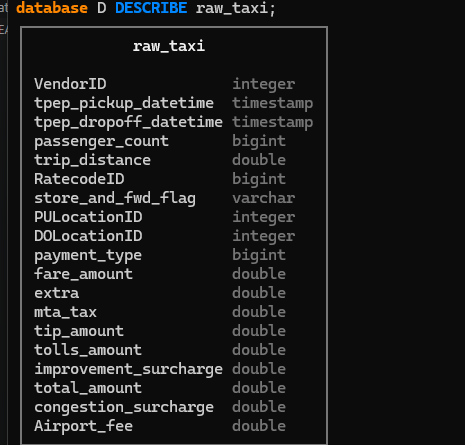 database D DESCRIBE raw_taxi;
raw_taxi
VendorID integer
tpep_pickup_datetime timestamp
tpep_dropoff_datetime timestamp
passenger_count bigint
trip_distance double
RatecodeID bigint
store_and_fwd_flag varchar
PULocationID integer
DOLocationID integer
payment_type bigint
fare_amount double
extra double
mta_tax double
tip_amount double
tolls_amount double
improvement_surcharge double
total_amount double
congestion_surcharge double
Airport_fee double